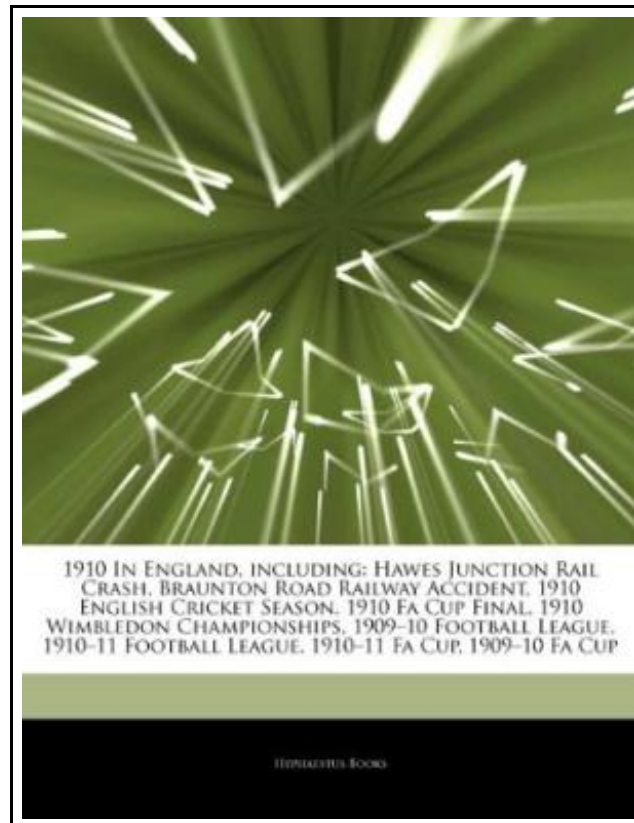 1910 In England, including: Hawes Junction Rail
Crash, Braunton Road Railway Accident, 1910
English Cricket Season, 1910 Fa Cup Final, 1910
Wimbledon Championships, 1909–10 Football League,
1910–11 Football League, 1910–11 Fa Cup, 1909–10 Fa Cup
Hephaestus Books